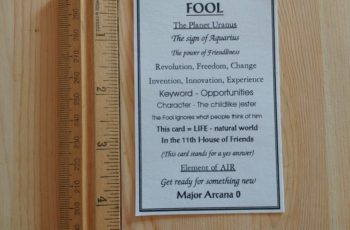 FOOL
The Planet Uranus
The sign of Aquarius
The power of Friendliness
Revolution, Freedom, Change
Invention, Innovation, Experience
Keyword - Opportunities
Character - The childlike jester
The Fool ignores what people think of him
This card = LIFE - natural world
In the 11th House of Friends
(This card stands for a yes answer)
Element of AIR
Get ready for something new
Major Arcana 0